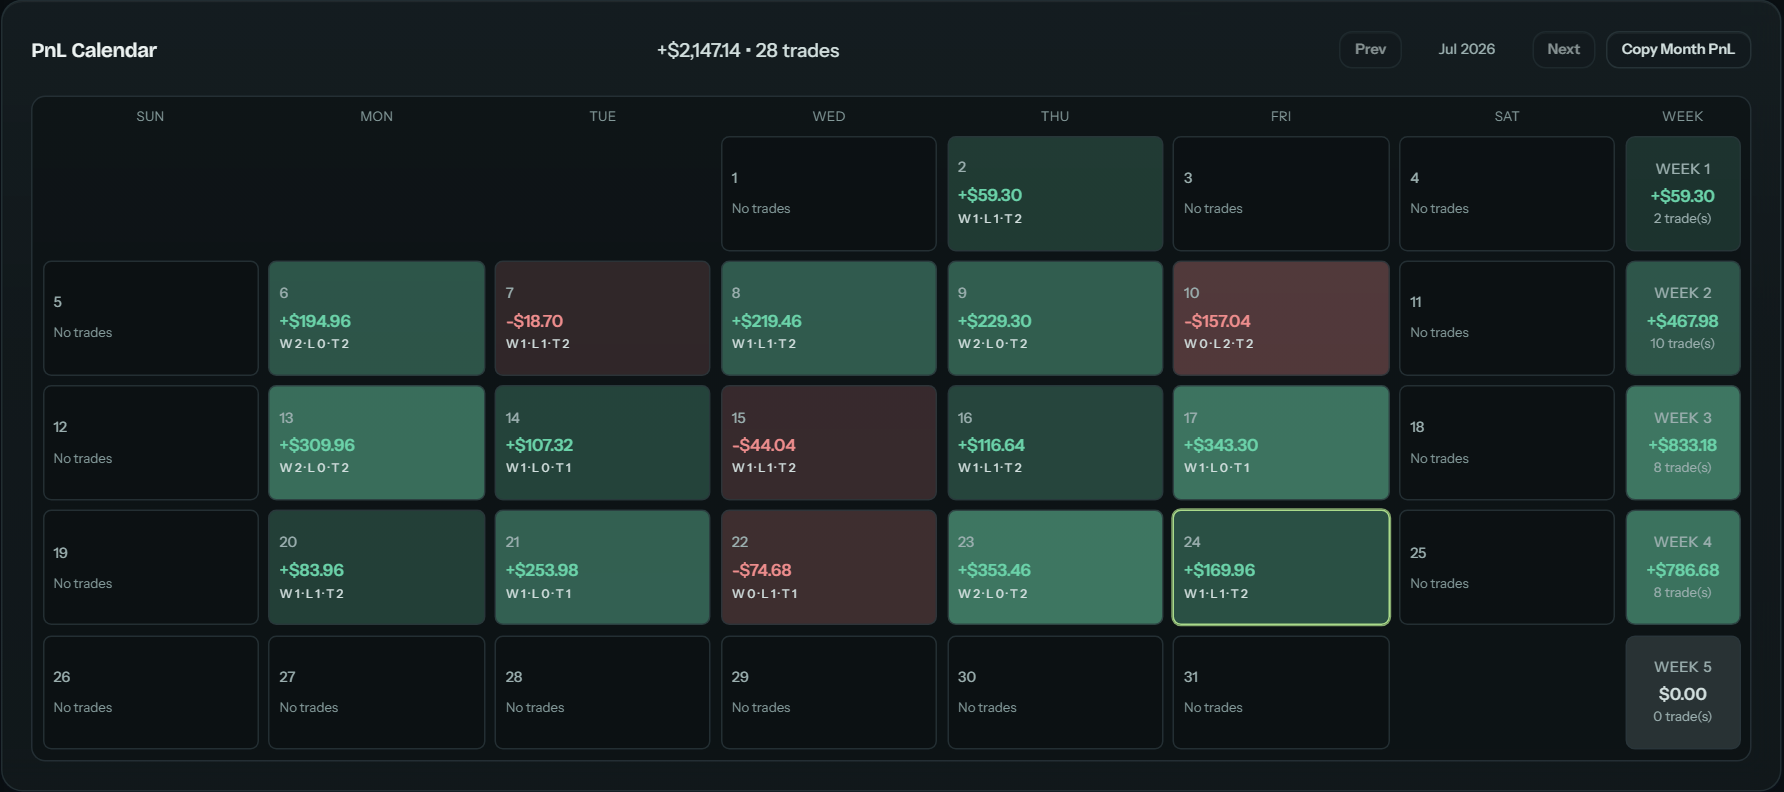 PnL Calendar
+$2,147.14 • 28 trades
Prev
Jul 2026
Next
Copy Month PnL
SUN
MON
TUE
WED
THU
FRI
SAT
WEEK
1
No trades
2
+$59.30
W1·L1·T2
3
No trades
4
No trades
WEEK 1
+$59.30
2 trade(s)
5
No trades
6
+$194.96
W2·L0·T2
7
-$18.70
W1·L1·T2
8
+$219.46
W1·L1·T2
9
+$229.30
W2·L0·T2
10
-$157.04
W0·L2·T2
11
No trades
WEEK 2
+$467.98
10 trade(s)
12
No trades
13
+$309.96
W2·L0·T2
14
+$107.32
W1·L0·T1
15
-$44.04
W1·L1·T2
16
+$116.64
W1·L1·T2
17
+$343.30
W1·L0·T1
18
No trades
WEEK 3
+$833.18
8 trade(s)
19
No trades
20
+$83.96
W1·L1·T2
21
+$253.98
W1·L0·T1
22
-$74.68
W0·L1·T1
23
+$353.46
W2·L0·T2
24
+$169.96
W1·L1·T2
25
No trades
WEEK 4
+$786.68
8 trade(s)
26
No trades
27
No trades
28
No trades
29
No trades
30
No trades
31
No trades
WEEK 5
$0.00
0 trade(s)